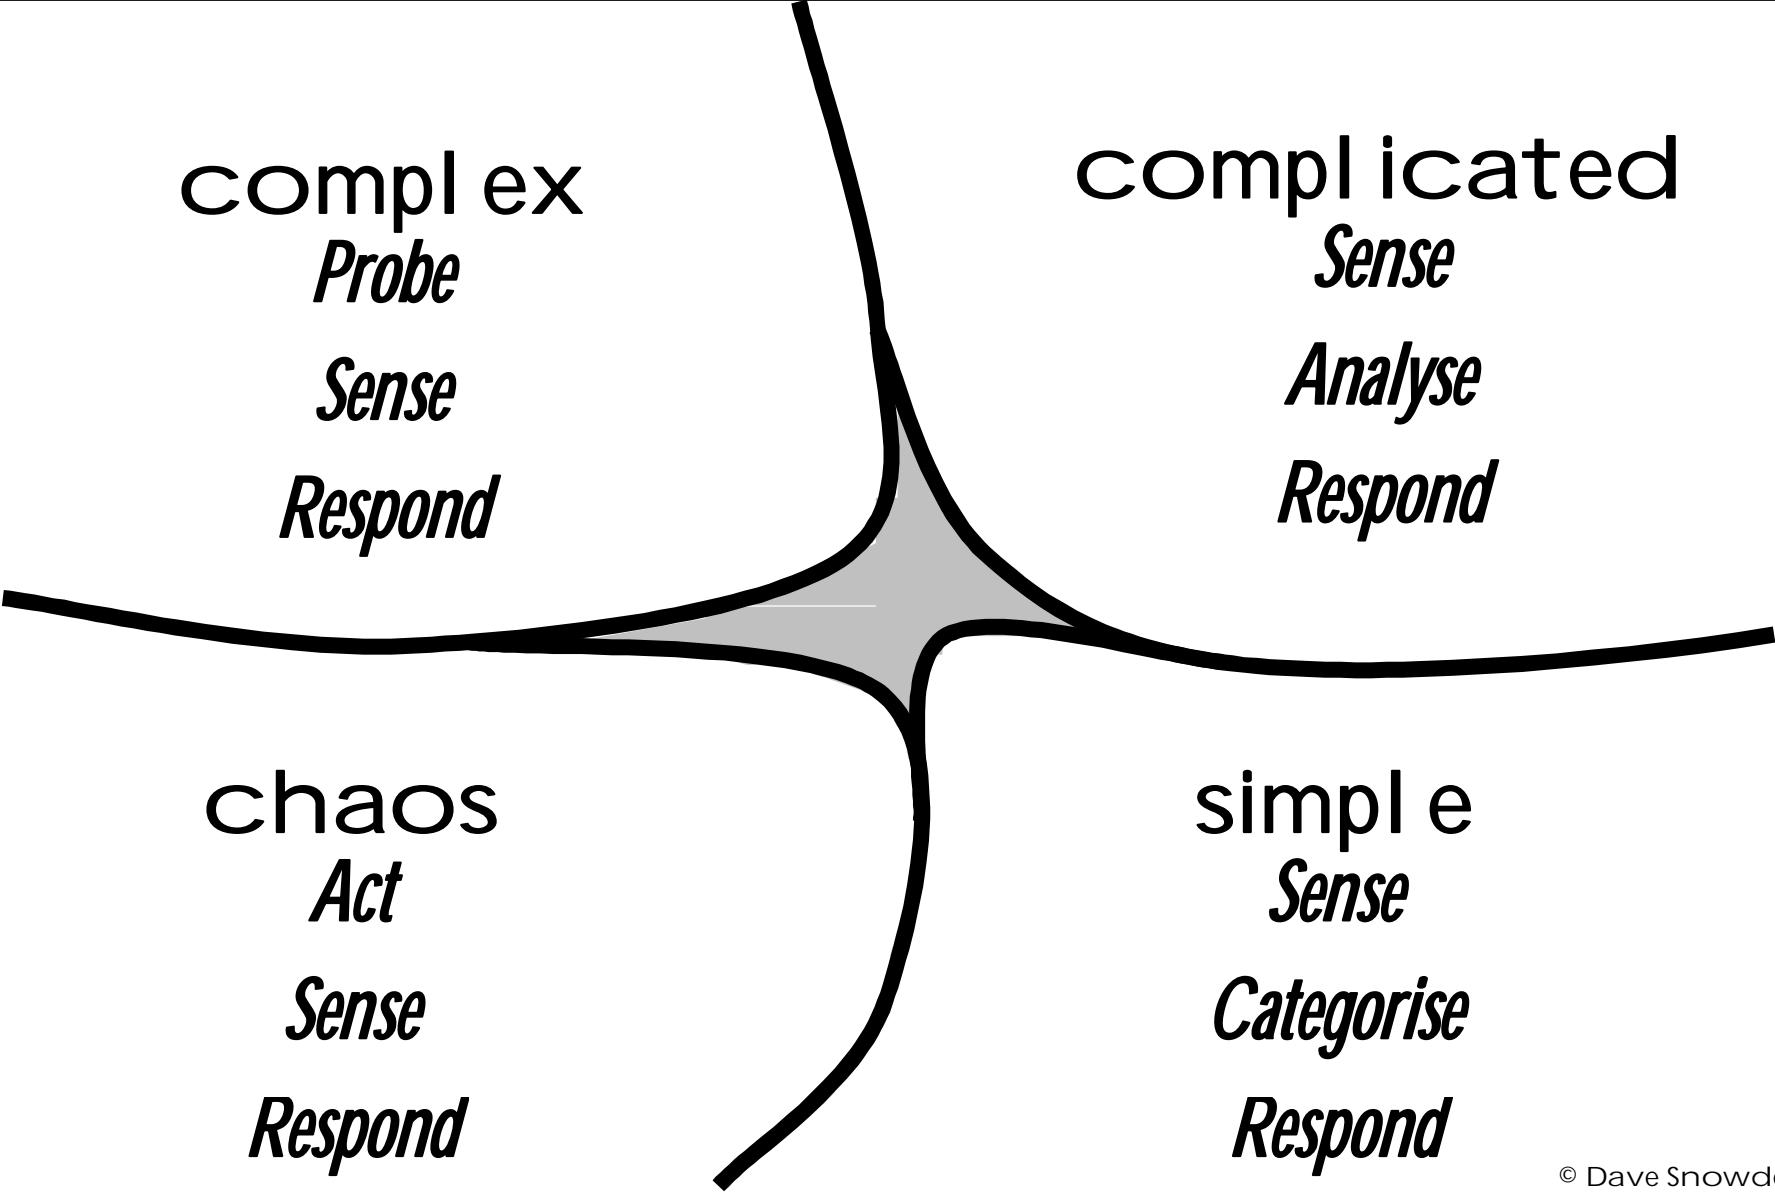 complex
Probe
Sense
Respond
complicated
Sense
Analyse
Respond
chaos
Act
Sense
Respond
simple
Sense
Categorise
Respond
© Dave Snowd